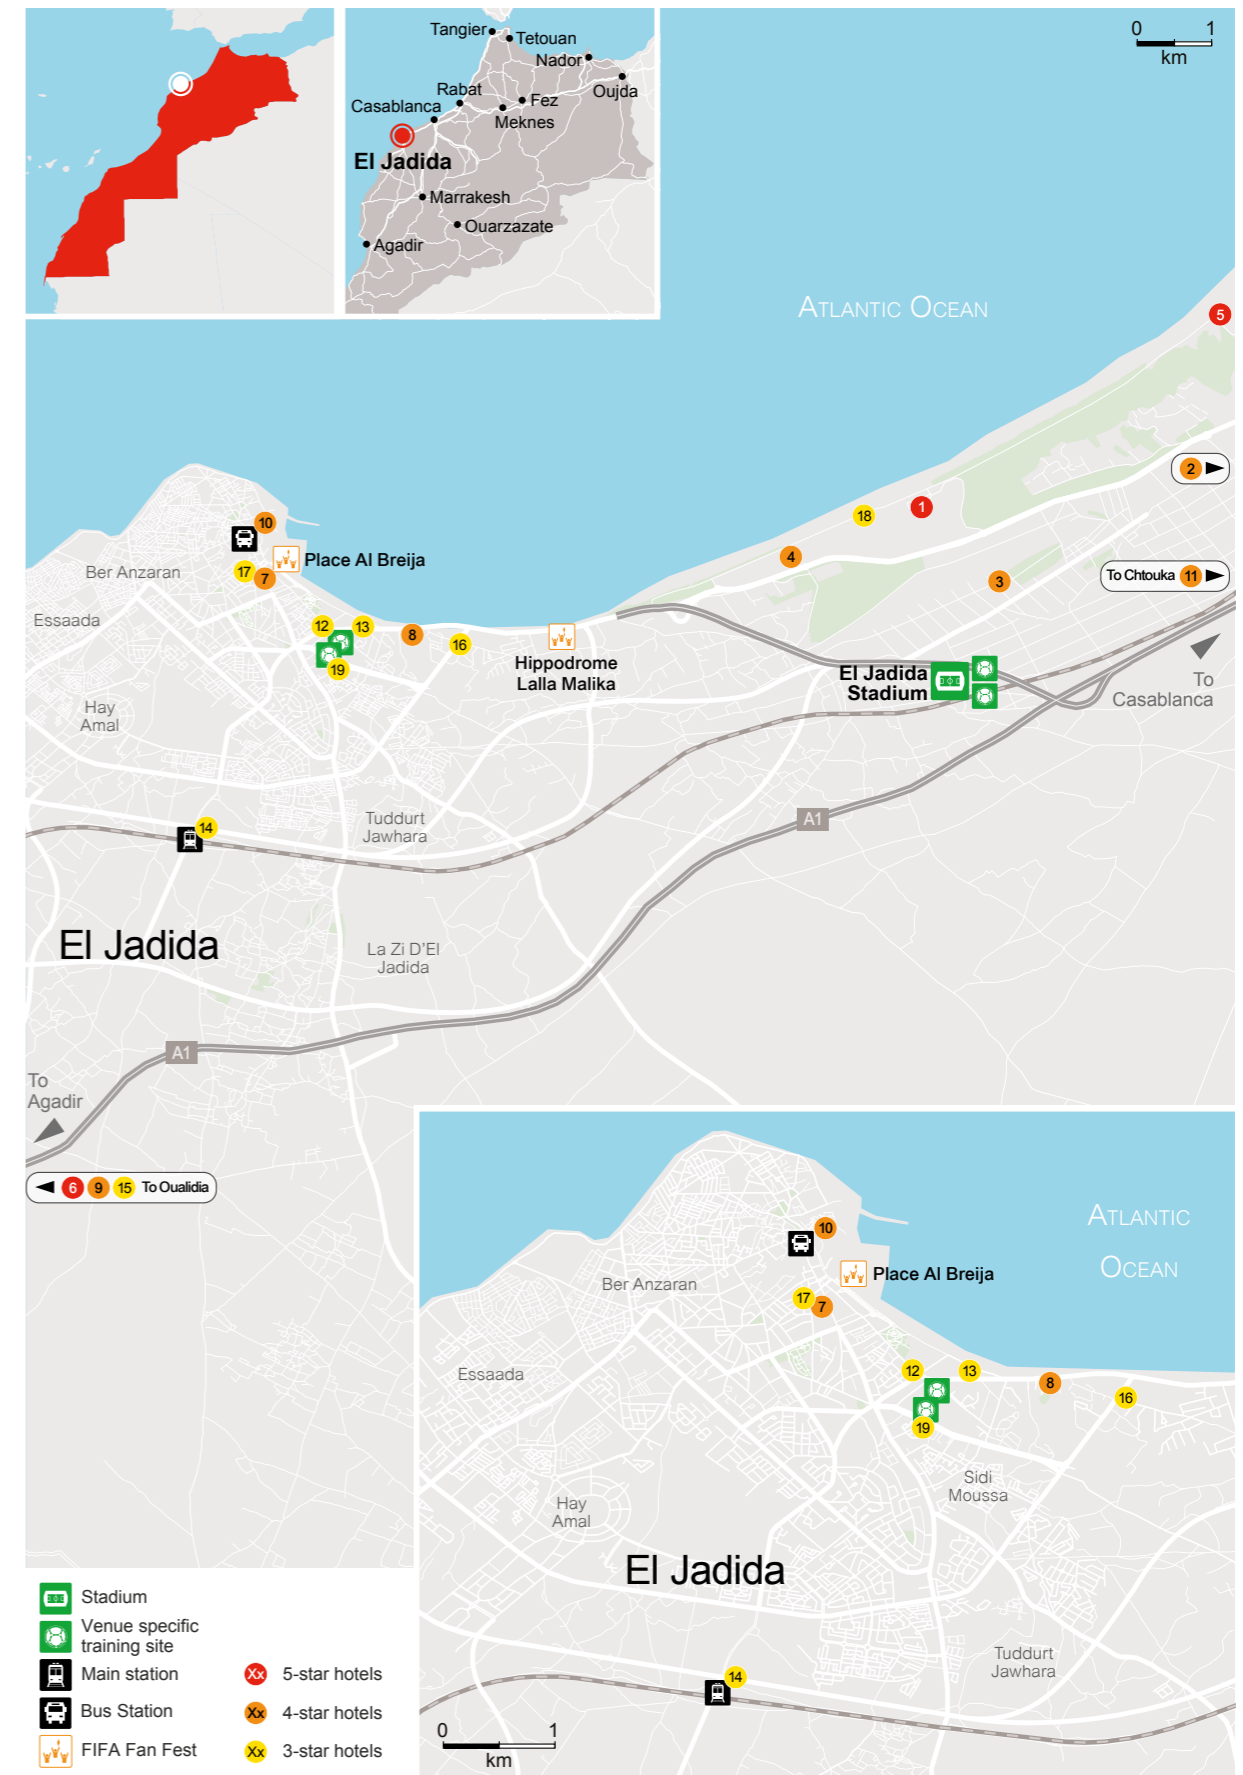 Tangier
Tetouan
Nador
Oujda
Rabat
Fez
Casablanca
Meknes
El Jadida
Marrakesh
Ouarzazate
Agadir
0 1
km
Atlantic Ocean
5
2
1
18
4
3
To Chtouka 11
10
Place Al Breija
17
7
Ber Anzaran
Essaada
12
13
8
16
19
Hippodrome
Lalla Malika
El Jadida
Stadium
To
Casablanca
Hay
Amal
Tuddurt
Jawhara
14
A1
El Jadida
La Zi D'El
Jadida
A1
To
Agadir
6 9 15 To Oualidia
Atlantic
Ocean
10
Place Al Breija
Ber Anzaran
17
7
Essaada
12
13
8
16
19
Sidi
Moussa
Hay
Amal
El Jadida
Tuddurt
Jawhara
14
0 1
km
Stadium
Venue specific
training site
Main station
Bus Station
FIFA Fan Fest
Xx 5-star hotels
Xx 4-star hotels
Xx 3-star hotels